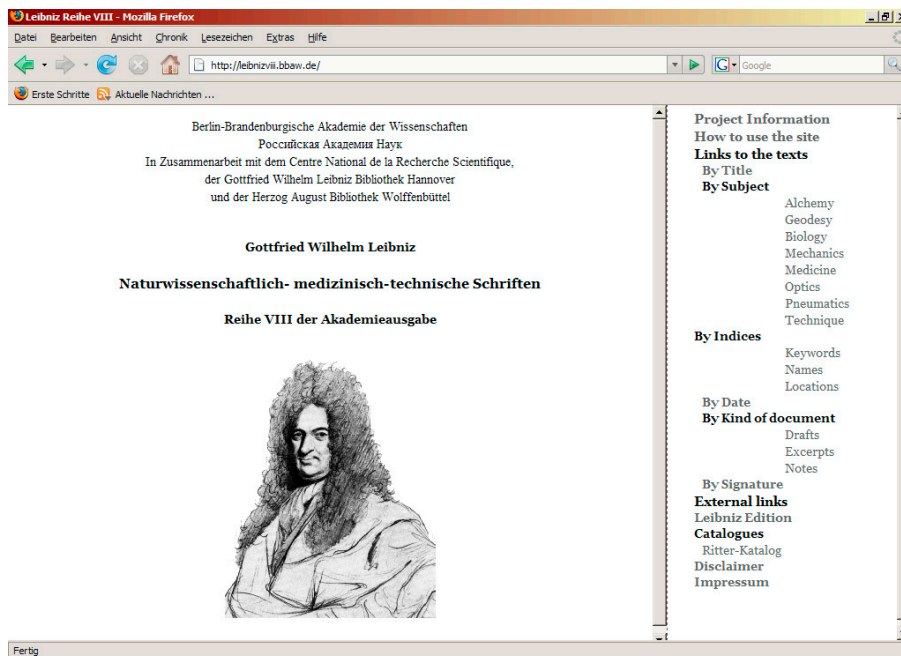 Leibniz Reihe VIII - Mozilla Firefox
Datei Bearbeiten Ansicht Chronik Lesezeichen Extras Hilfe
http://leibnizviii.bbaw.de/
G Google
Erste Schritte Aktuelle Nachrichten ...
Berlin-Brandenburgische Akademie der Wissenschaften
Российская Академия Наук
In Zusammenarbeit mit dem Centre National de la Recherche Scientifique,
der Gottfried Wilhelm Leibniz Bibliothek Hannover
und der Herzog August Bibliothek Wolffenbüttel
Gottfried Wilhelm Leibniz
Naturwissenschaftlich- medizinisch-technische Schriften
Reihe VIII der Akademieausgabe
Project Information
How to use the site
Links to the texts
By Title
By Subject
Alchemy
Geodesy
Biology
Mechanics
Medicine
Optics
Pneumatics
Technique
By Indices
Keywords
Names
Locations
By Date
By Kind of document
Drafts
Excerpts
Notes
By Signature
External links
Leibniz Edition
Catalogues
Ritter-Katalog
Disclaimer
Impressum
Fertig